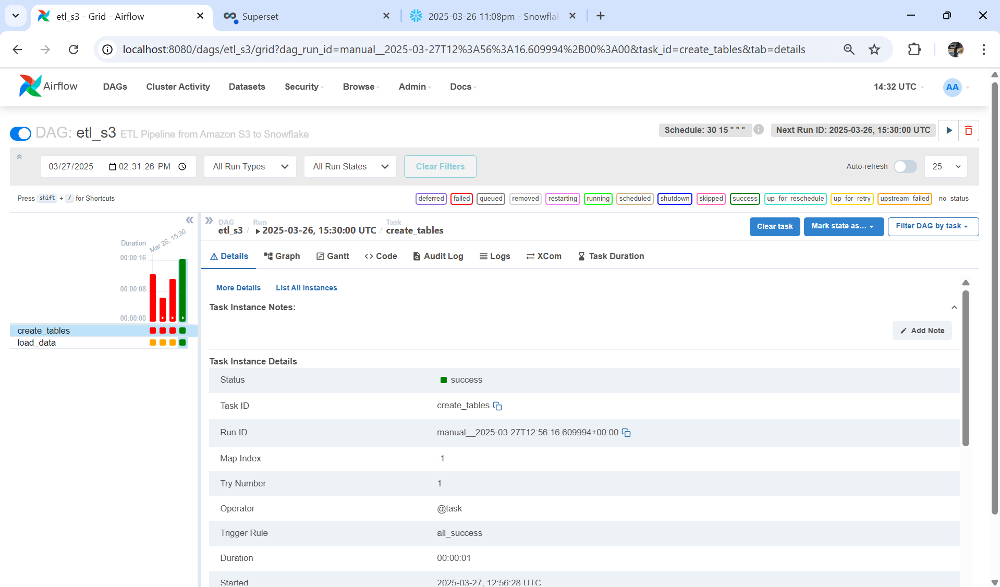 etl_s3 - Grid - Airflow
Superset
2025-03-26 11:08pm - Snowfla
localhost:8080/dags/etl_s3/grid?dag_run_id=manual__2025-03-27T12%3A56%3A16.609994%2B00%3A00&task_id=create_tables&tab=details
Airflow DAGs Cluster Activity Datasets Security Browse Admin Docs 14:32 UTC AA
DAG: etl_s3 ETL Pipeline from Amazon S3 to Snowflake
Schedule: 30 15 * * * i Next Run ID: 2025-03-26, 15:30:00 UTC
03/27/2025 02:31:26 PM All Run Types All Run States Clear Filters Auto-refresh 25
Press shift + / for Shortcuts
deferred failed queued removed restarting running scheduled shutdown skipped success up_for_reschedule up_for_retry upstream_failed no_status
DAG Run Task
etl_s3 / 2025-03-26, 15:30:00 UTC / create_tables
Clear task Mark state as... Filter DAG by task
Duration
Mar 26, 15:30
00:00:16
00:00:08
00:00:00
create_tables
load_data
Details Graph Gantt Code Audit Log Logs XCom Task Duration
More Details List All Instances
Task Instance Notes:
Add Note
Task Instance Details
Status success
Task ID create_tables
Run ID manual__2025-03-27T12:56:16.609994+00:00
Map Index -1
Try Number 1
Operator @task
Trigger Rule all_success
Duration 00:00:01
Started 2025-03-27, 12:56:28 UTC